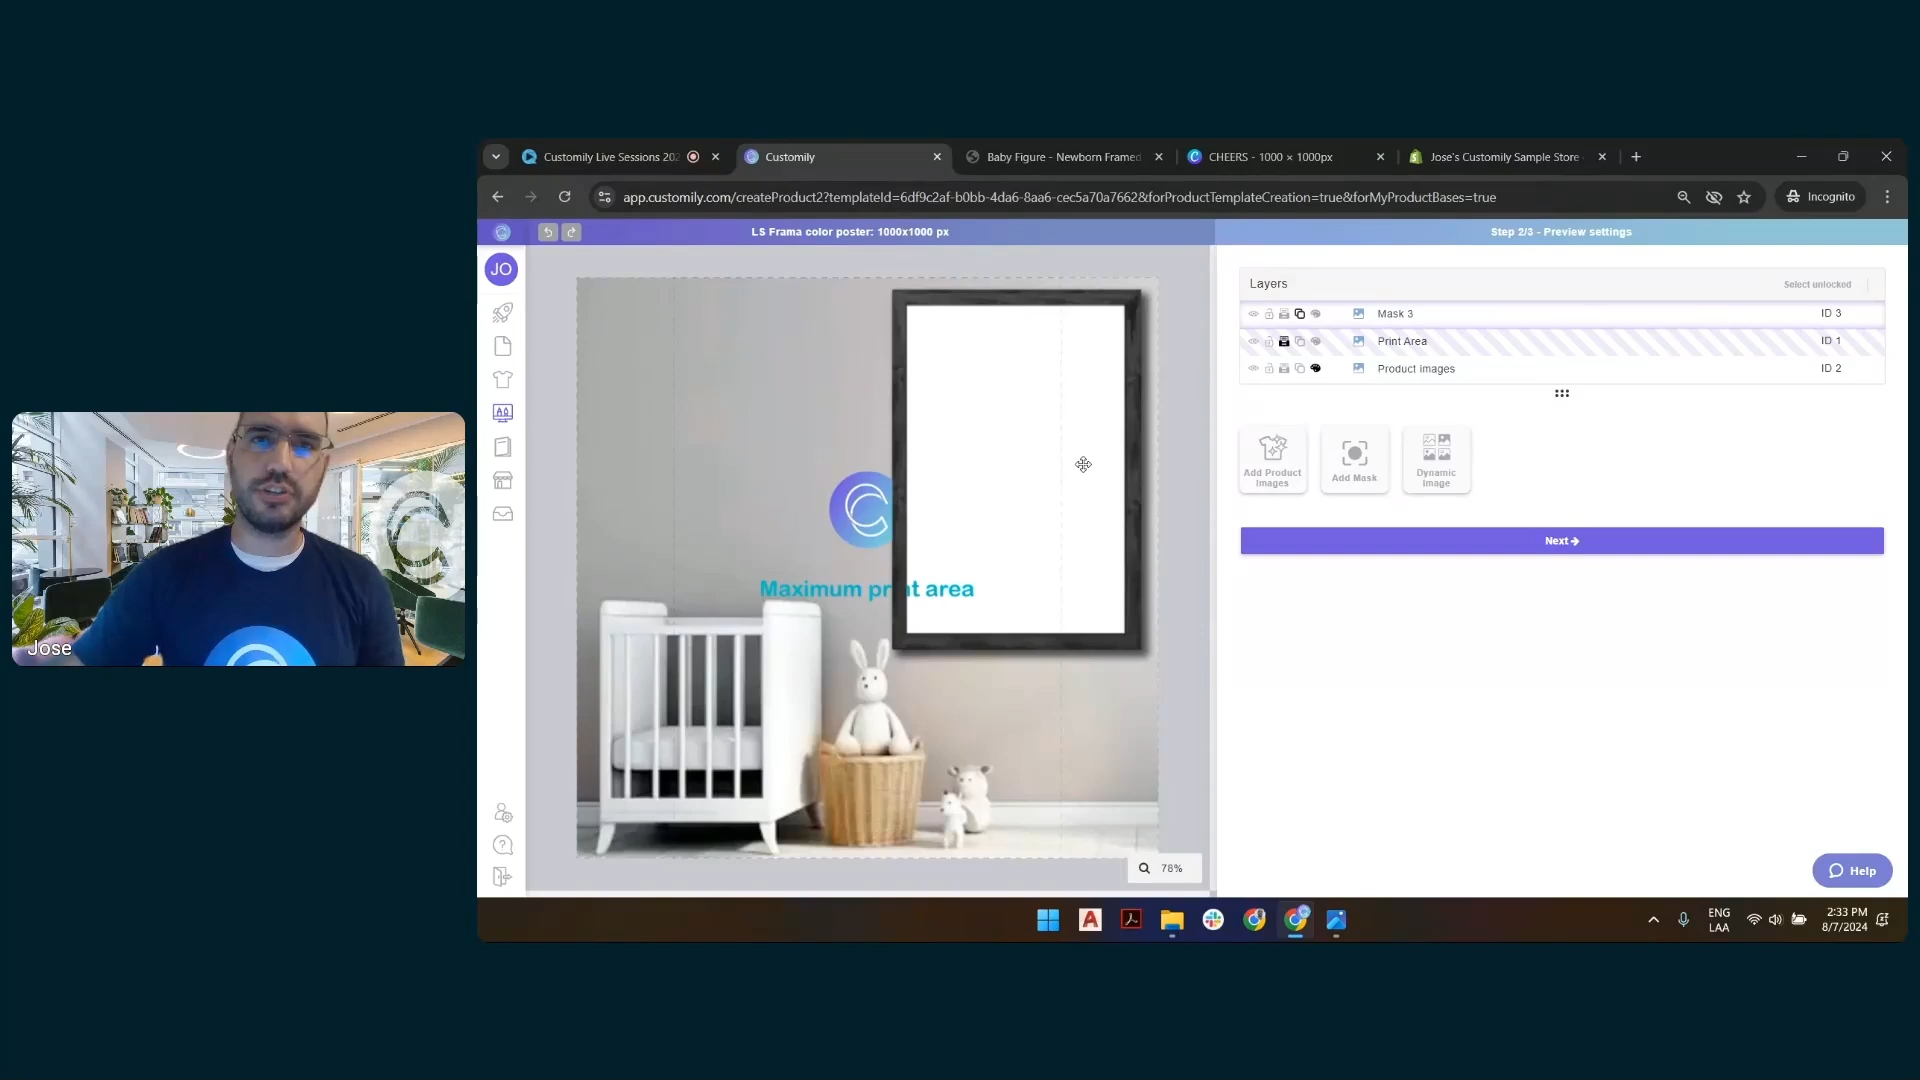 Customily Live Sessions 202
Customily
Baby Figure - Newborn Framed
CHEERS - 1000 × 1000px
Jose's Customily Sample Store
app.customily.com/createProduct2?templateId=6df9c2af-b0bb-4da6-8aa6-cec5a70a7662&forProductTemplateCreation=true&forMyProductBases=true
Incognito
LS Frama color poster: 1000x1000 px
Step 2/3 - Preview settings
JO
Layers
Select unlocked
Mask 3
ID 3
Print Area
ID 1
Product images
ID 2
Add Product
Images
Add Mask
Dynamic
Image
Next
Maximum print area
78%
Help
Jose
ENG
LAA
2:33 PM
8/7/2024